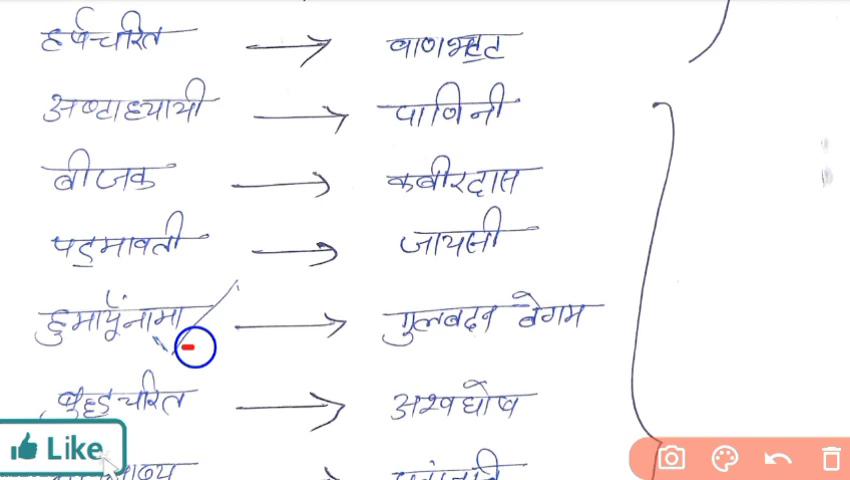 हर्षचरित → वाणभट्ट
अष्टाध्यायी → पाणिनी
बीजक → कबीरदास
पद्मावती → जायसी
हुमायूँनामा → गुलबदन बेगम
बुद्धचरित → अश्वघोष
Like